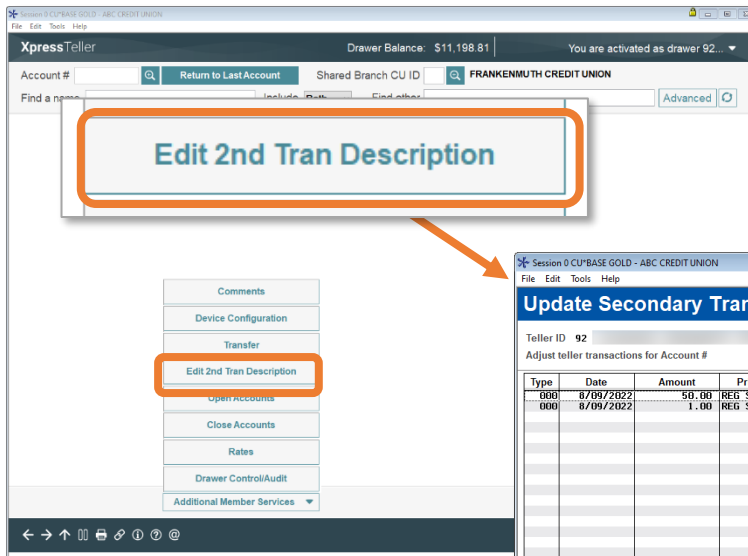 Session 0 CU*BASE GOLD - ABC CREDIT UNION
File Edit Tools Help
XpressTeller Drawer Balance: $11,198.81 You are activated as drawer 92...
Account # Return to Last Account Shared Branch CU ID FRANKENMUTH CREDIT UNION
Find a name Include Both Find other Advanced
Edit 2nd Tran Description
Comments
Device Configuration
Transfer
Edit 2nd Tran Description
Open Accounts
Close Accounts
Rates
Drawer Control/Audit
Additional Member Services
Session 0 CU*BASE GOLD - ABC CREDIT UNION
File Edit Tools Help
Update Secondary Tran
Teller ID 92
Adjust teller transactions for Account #
Type Date Amount Pr
000 8/09/2022 50.00 REG S
000 8/09/2022 1.00 REG S